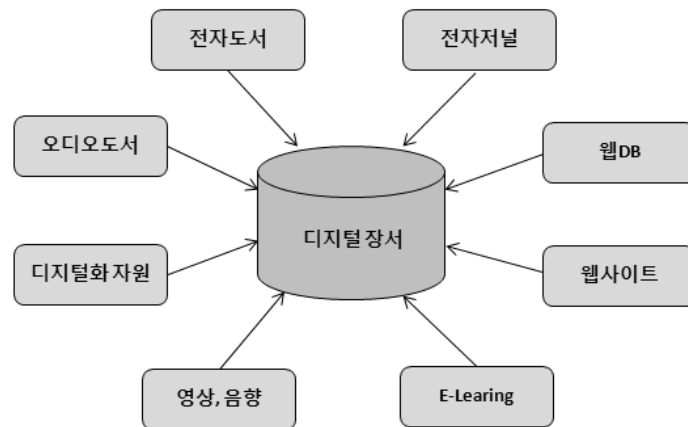 전자도서
전자저널
오디오도서
웹DB
디지털 장서
디지털화 자원
웹사이트
영상, 음향
E-Learing